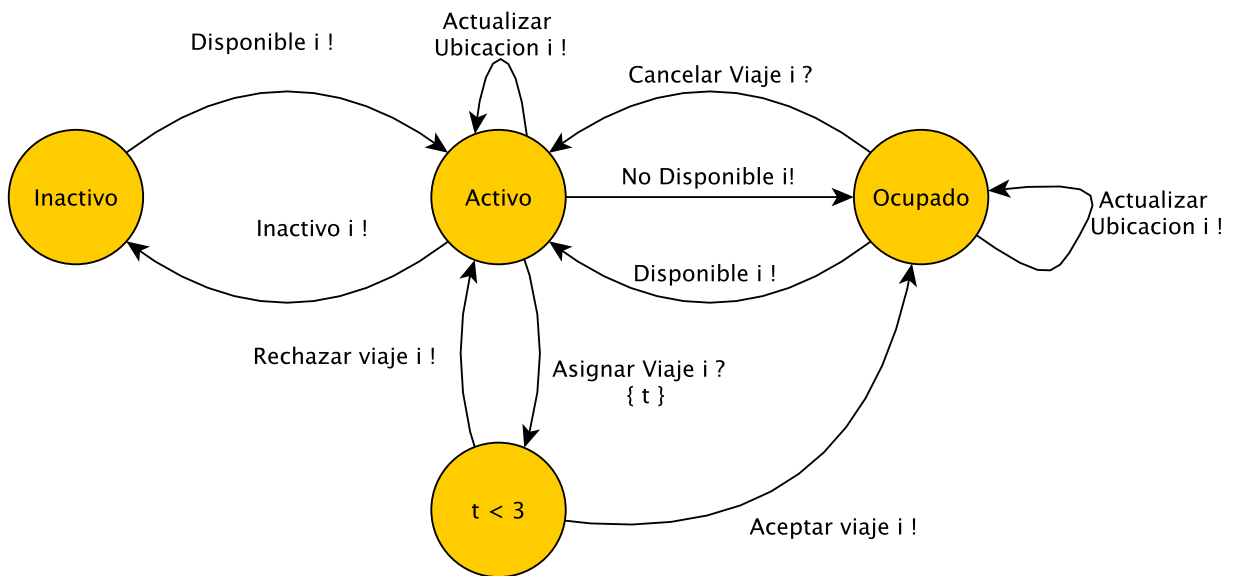 Actualizar
Ubicacion i !
Disponible i !
Cancelar Viaje i ?
No Disponible i!
Inactivo
Activo
Ocupado
Actualizar
Ubicacion i !
Inactivo i !
Disponible i !
Rechazar viaje i !
Asignar Viaje i ?
{ t }
t < 3
Aceptar viaje i !